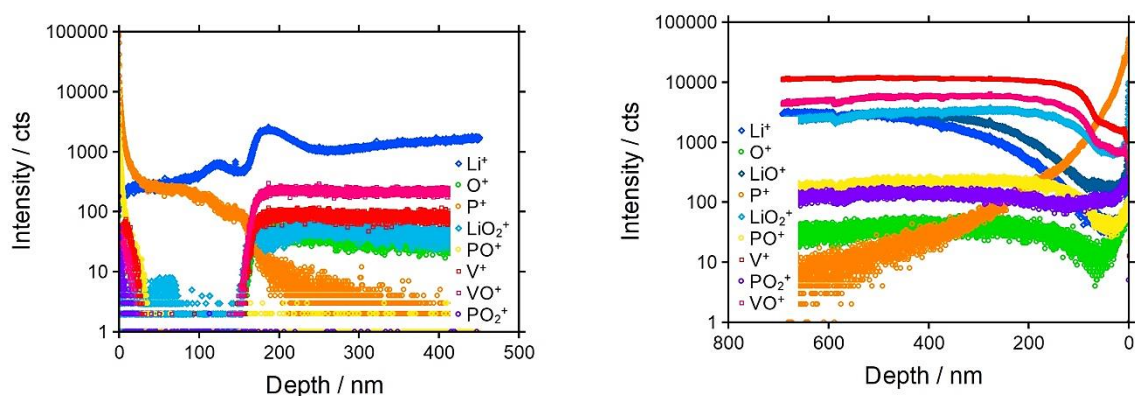 100000
10000
1000
100
10
1
Intensity / cts
0 100 200 300 400 500
Depth / nm
Li⁺
O⁺
P⁺
LiO₂⁺
PO⁺
V⁺
VO⁺
PO₂⁺
100000
10000
1000
100
10
1
Intensity / cts
800 600 400 200 0
Depth / nm
Li⁺
O⁺
LiO⁺
P⁺
LiO₂⁺
PO⁺
PO₂⁺
V⁺
VO⁺